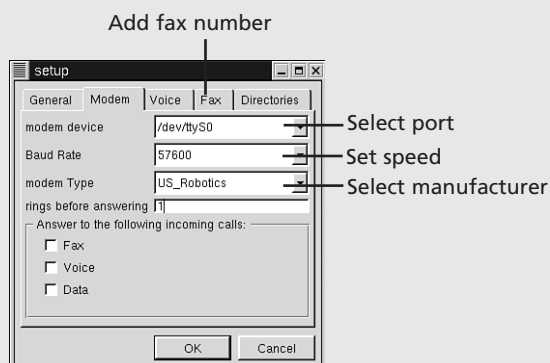 Add fax number
setup
General Modem Voice Fax Directories
modem device /dev/ttyS0 Select port
Baud Rate 57600 Set speed
modem Type US_Robotics Select manufacturer
rings before answering 1
Answer to the following incoming calls:
Fax
Voice
Data
OK Cancel